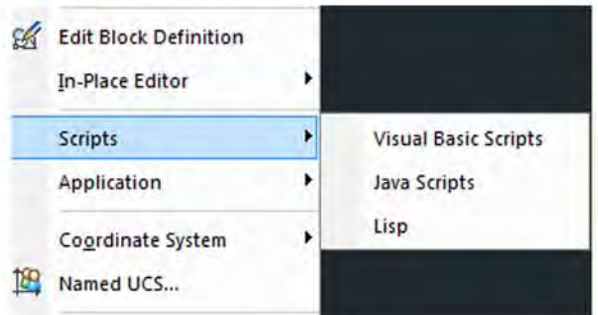 Edit Block Definition
In-Place Editor
Scripts
Application
Coordinate System
Named UCS...
Visual Basic Scripts
Java Scripts
Lisp